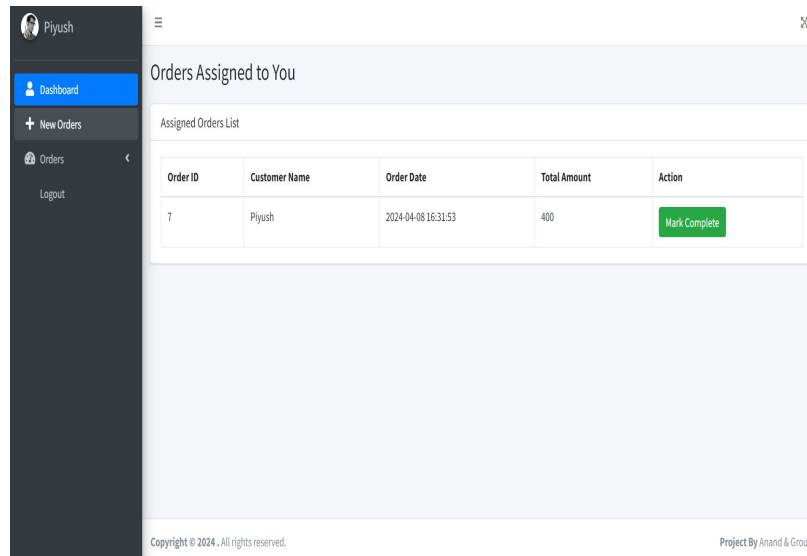 Piyush
Dashboard
New Orders
Orders
Logout
Orders Assigned to You
Assigned Orders List
Order ID Customer Name Order Date Total Amount Action
7 Piyush 2024-04-08 16:31:53 400 Mark Complete
Copyright © 2024 . All rights reserved. Project By Anand & Grou